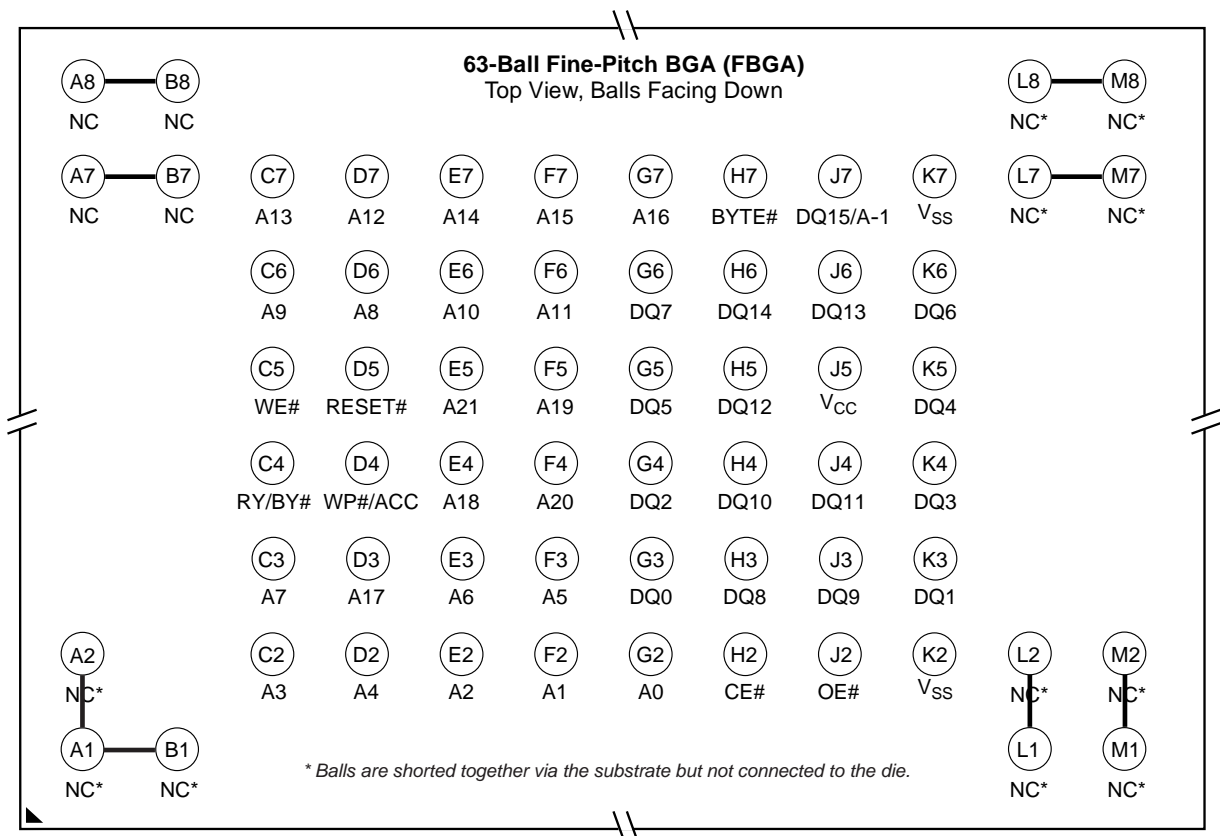 63-Ball Fine-Pitch BGA (FBGA)
Top View, Balls Facing Down
A8 B8 L8 M8
NC NC NC* NC*
A7 B7 C7 D7 E7 F7 G7 H7 J7 K7 L7 M7
NC NC A13 A12 A14 A15 A16 BYTE# DQ15/A-1 VSS NC* NC*
C6 D6 E6 F6 G6 H6 J6 K6
A9 A8 A10 A11 DQ7 DQ14 DQ13 DQ6
C5 D5 E5 F5 G5 H5 J5 K5
WE# RESET# A21 A19 DQ5 DQ12 VCC DQ4
C4 D4 E4 F4 G4 H4 J4 K4
RY/BY# WP#/ACC A18 A20 DQ2 DQ10 DQ11 DQ3
C3 D3 E3 F3 G3 H3 J3 K3
A7 A17 A6 A5 DQ0 DQ8 DQ9 DQ1
A2 C2 D2 E2 F2 G2 H2 J2 K2 L2 M2
NC* A3 A4 A2 A1 A0 CE# OE# VSS NC* NC*
A1 B1 L1 M1
* Balls are shorted together via the substrate but not connected to the die.
NC* NC* NC* NC*